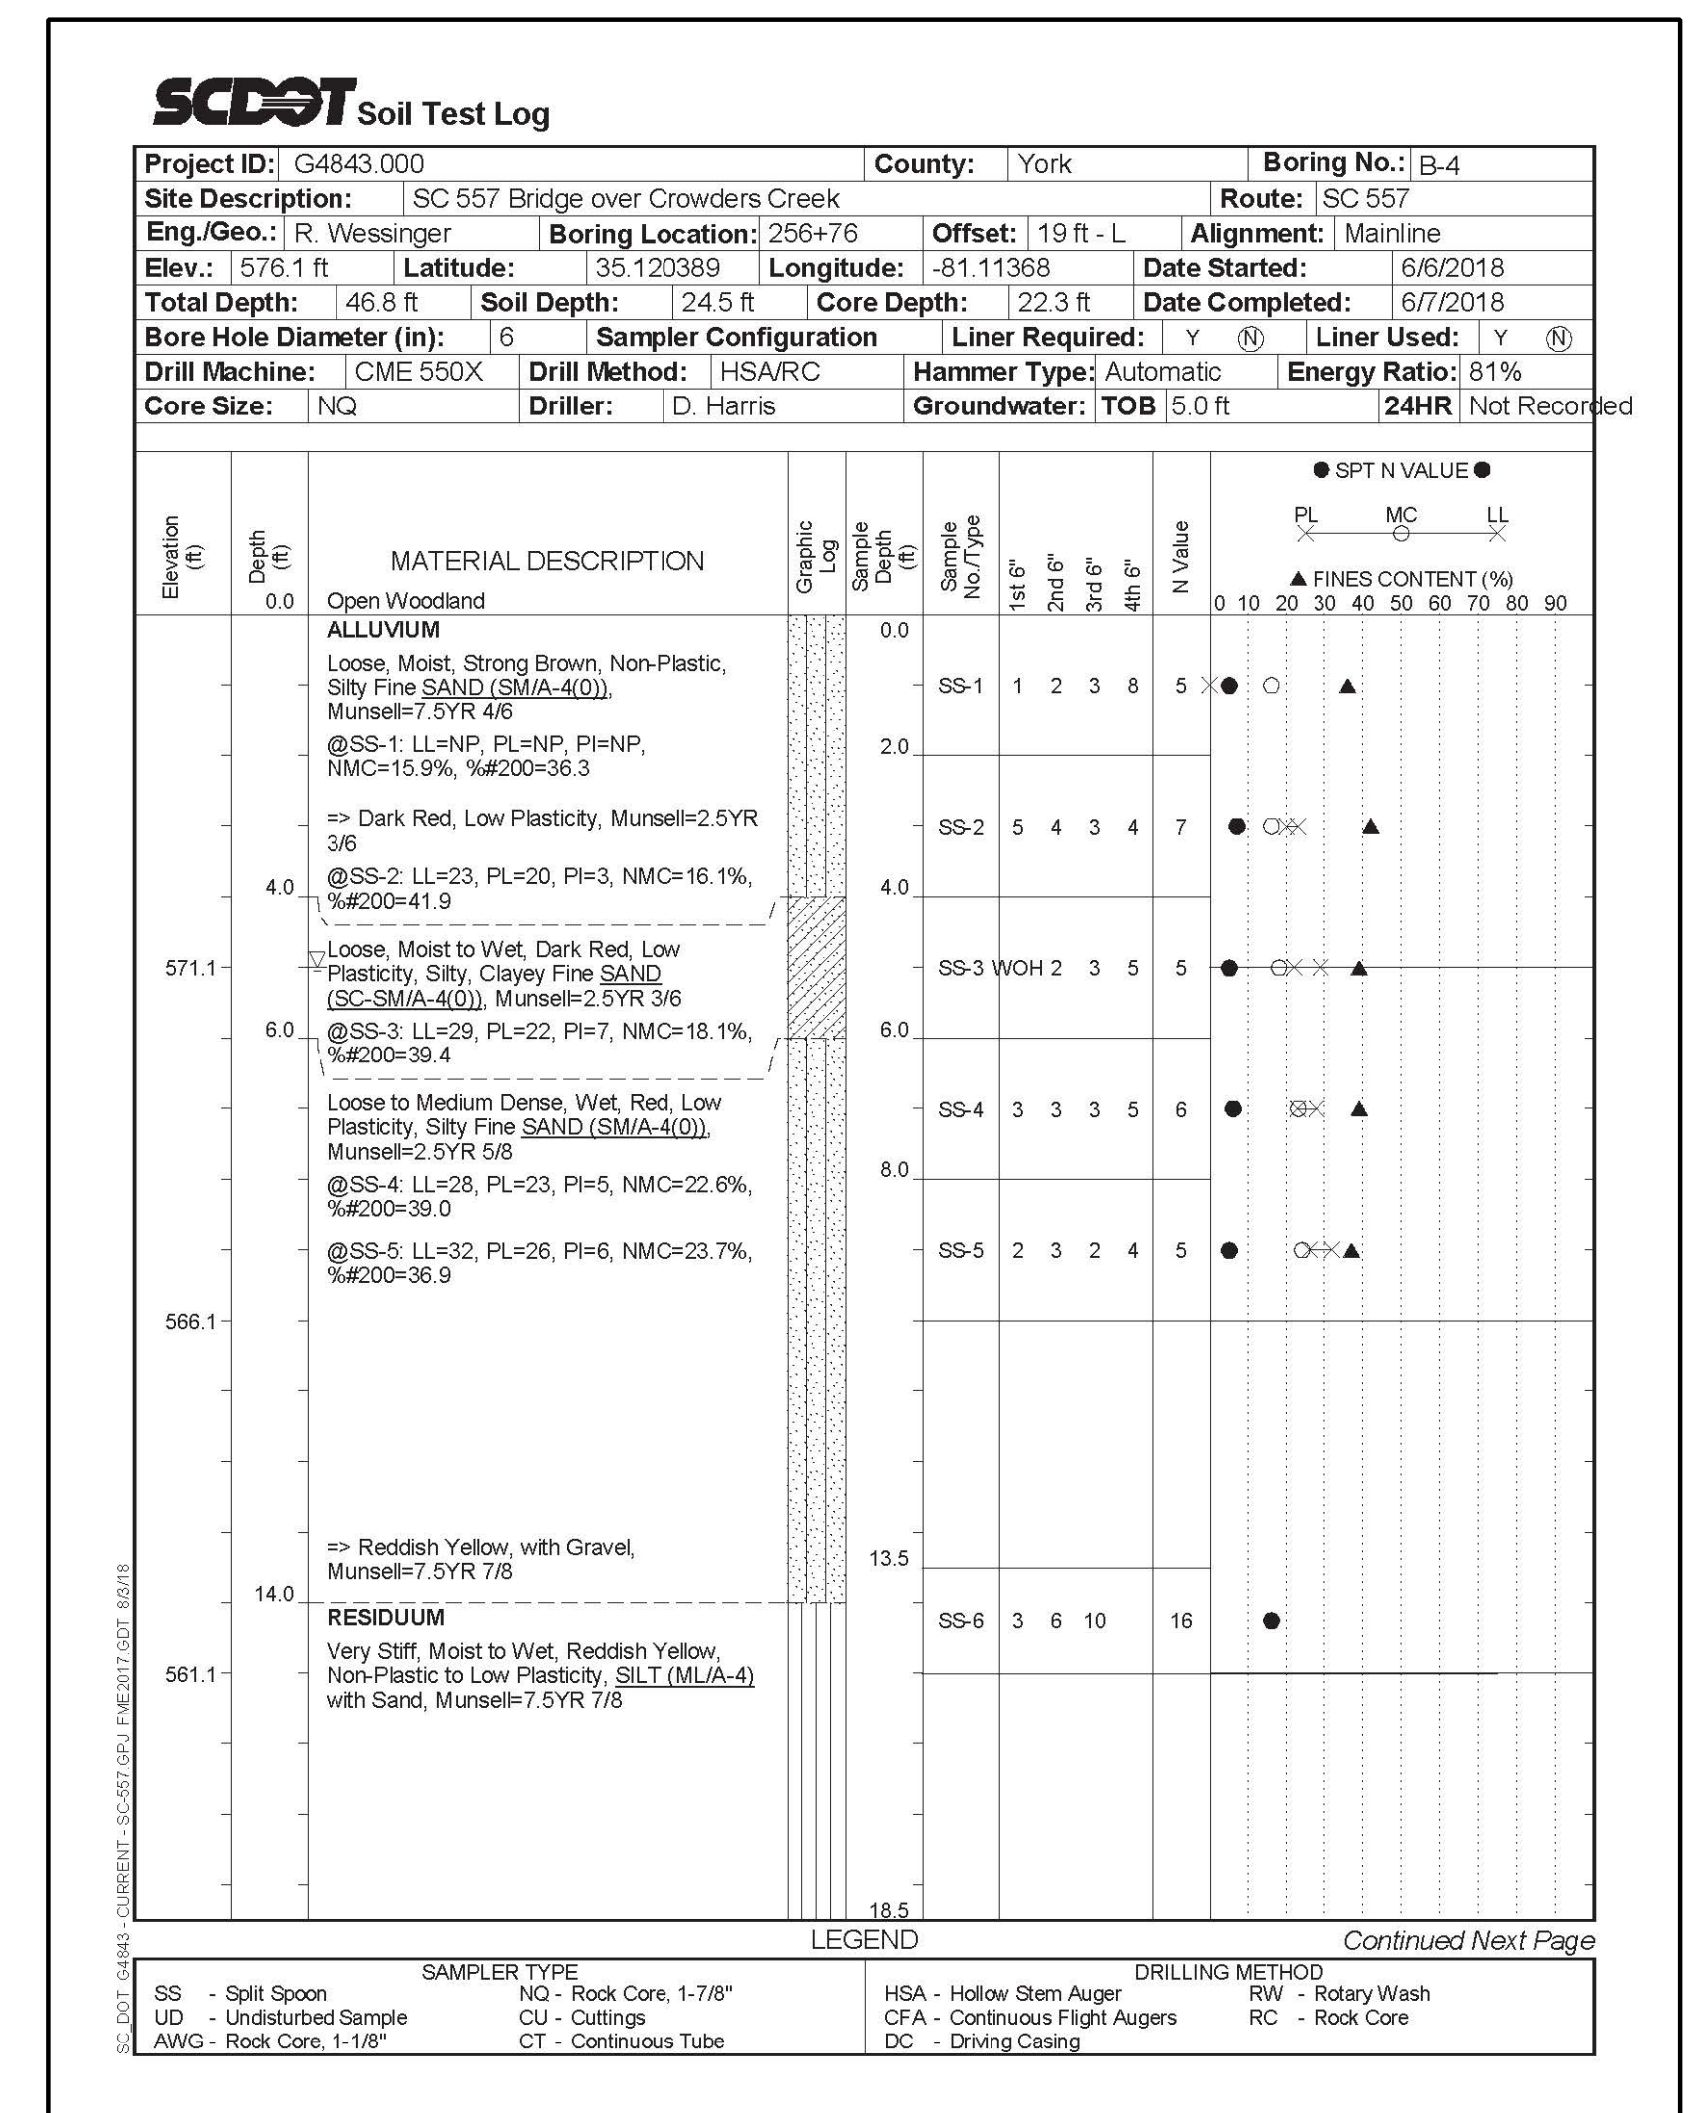 SCDOT Soil Test Log
Project ID: G4843.000 County: York Boring No.: B-4
Site Description: SC 557 Bridge over Crowders Creek Route: SC 557
Eng./Geo.: R. Wessinger Boring Location: 256+76 Offset: 19 ft - L Alignment: Mainline
Elev.: 576.1 ft Latitude: 35.120389 Longitude: -81.11368 Date Started: 6/6/2018
Total Depth: 46.8 ft Soil Depth: 24.5 ft Core Depth: 22.3 ft Date Completed: 6/7/2018
Bore Hole Diameter (in): 6 Sampler Configuration Liner Required: Y Ⓝ Liner Used: Y Ⓝ
Drill Machine: CME 550X Drill Method: HSA/RC Hammer Type: Automatic Energy Ratio: 81%
Core Size: NQ Driller: D. Harris Groundwater: TOB 5.0 ft 24HR Not Recorded
Elevation (ft) Depth (ft) MATERIAL DESCRIPTION Graphic Log Sample Depth (ft) Sample No./Type 1st 6" 2nd 6" 3rd 6" 4th 6" N Value
● SPT N VALUE ●
PL MC LL
▲ FINES CONTENT (%)
0 10 20 30 40 50 60 70 80 90
0.0 Open Woodland
ALLUVIUM 0.0
Loose, Moist, Strong Brown, Non-Plastic,
Silty Fine SAND (SM/A-4(0)), SS-1 1 2 3 8 5
Munsell=7.5YR 4/6
@SS-1: LL=NP, PL=NP, PI=NP, 2.0
NMC=15.9%, %#200=36.3
=> Dark Red, Low Plasticity, Munsell=2.5YR SS-2 5 4 3 4 7
3/6
@SS-2: LL=23, PL=20, PI=3, NMC=16.1%,
4.0 %#200=41.9 4.0
Loose, Moist to Wet, Dark Red, Low
571.1 Plasticity, Silty, Clayey Fine SAND SS-3 WOH 2 3 5 5
(SC-SM/A-4(0)), Munsell=2.5YR 3/6
6.0 @SS-3: LL=29, PL=22, PI=7, NMC=18.1%, 6.0
%#200=39.4
Loose to Medium Dense, Wet, Red, Low SS-4 3 3 3 5 6
Plasticity, Silty Fine SAND (SM/A-4(0)),
Munsell=2.5YR 5/8
@SS-4: LL=28, PL=23, PI=5, NMC=22.6%, 8.0
%#200=39.0
@SS-5: LL=32, PL=26, PI=6, NMC=23.7%, SS-5 2 3 2 4 5
%#200=36.9
566.1
=> Reddish Yellow, with Gravel, 13.5
Munsell=7.5YR 7/8
14.0
RESIDUUM SS-6 3 6 10 16
Very Stiff, Moist to Wet, Reddish Yellow,
561.1 Non-Plastic to Low Plasticity, SILT (ML/A-4)
with Sand, Munsell=7.5YR 7/8
18.5
SC_DOT G4843 - CURRENT - SC-557.GPJ FME2017.GDT 8/3/18
LEGEND Continued Next Page
SAMPLER TYPE
SS - Split Spoon NQ - Rock Core, 1-7/8"
UD - Undisturbed Sample CU - Cuttings
AWG - Rock Core, 1-1/8" CT - Continuous Tube
DRILLING METHOD
HSA - Hollow Stem Auger RW - Rotary Wash
CFA - Continuous Flight Augers RC - Rock Core
DC - Driving Casing